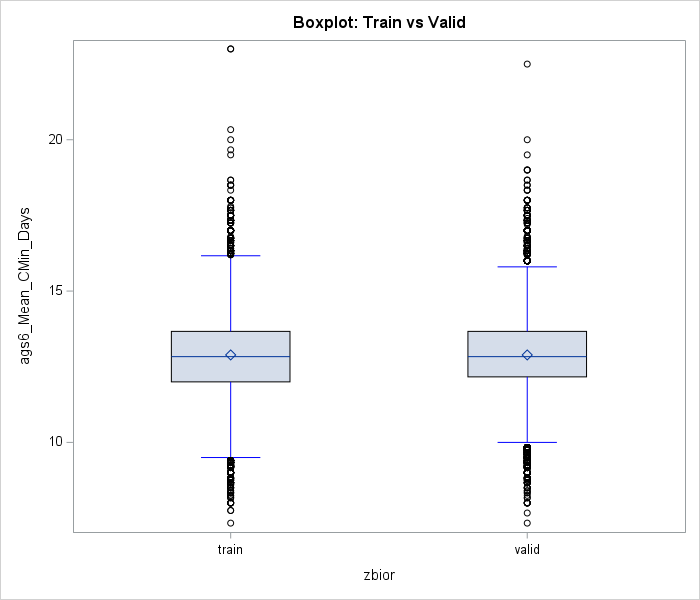 Boxplot: Train vs Valid
20
15
10
ags6_Mean_CMin_Days
train
valid
zbior